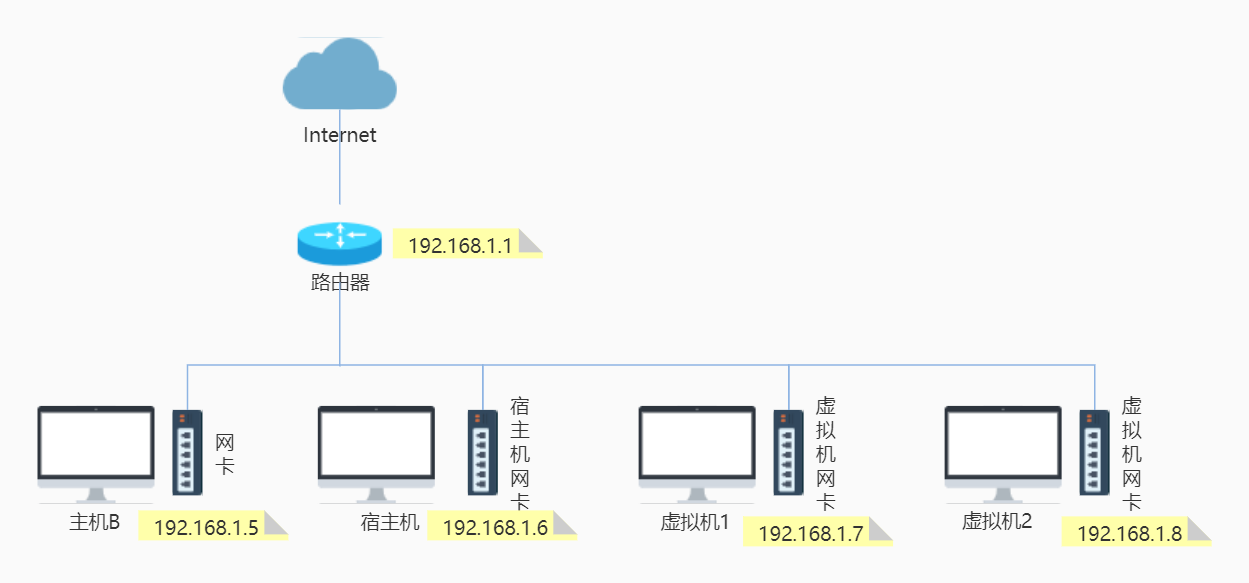 Internet
192.168.1.1
路由器
网卡
宿主机网卡
虚拟机网卡
虚拟机网卡
主机B
192.168.1.5
宿主机
192.168.1.6
虚拟机1
192.168.1.7
虚拟机2
192.168.1.8